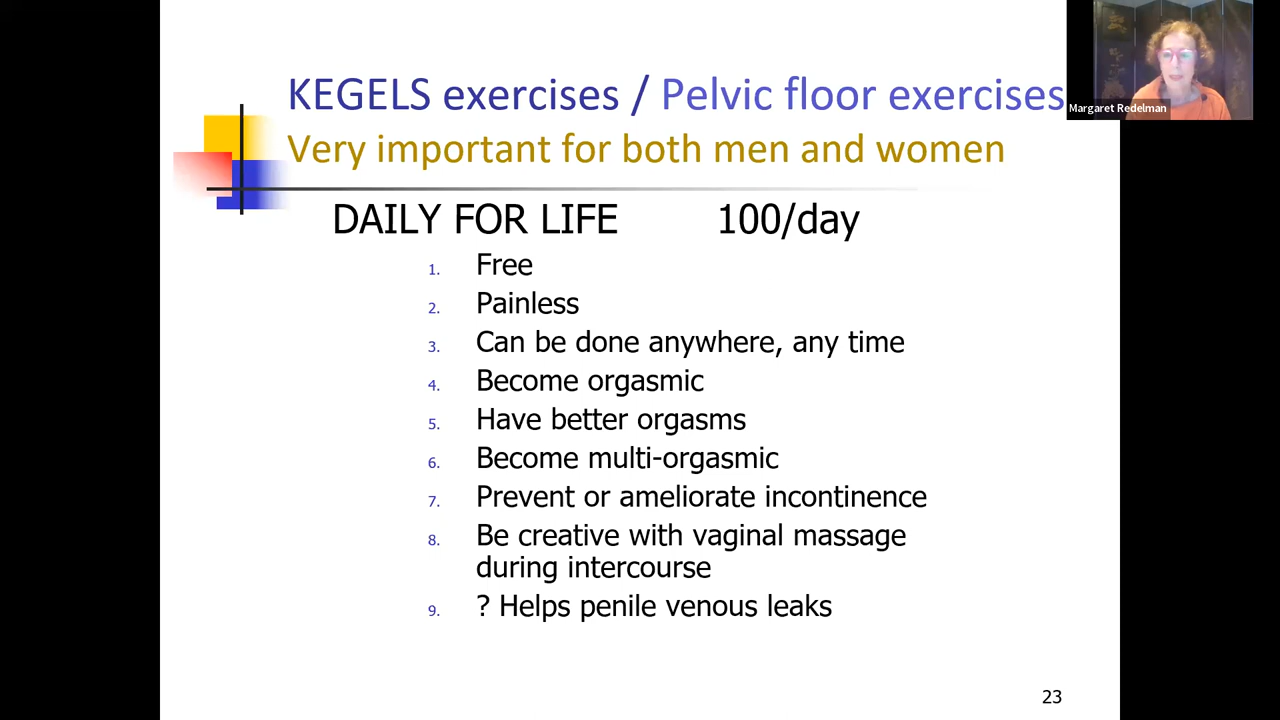 KEGELS exercises / Pelvic floor exercises
Very important for both men and women
Margaret Redelman
DAILY FOR LIFE 100/day
1. Free
2. Painless
3. Can be done anywhere, any time
4. Become orgasmic
5. Have better orgasms
6. Become multi-orgasmic
7. Prevent or ameliorate incontinence
8. Be creative with vaginal massage
during intercourse
9. ? Helps penile venous leaks
23